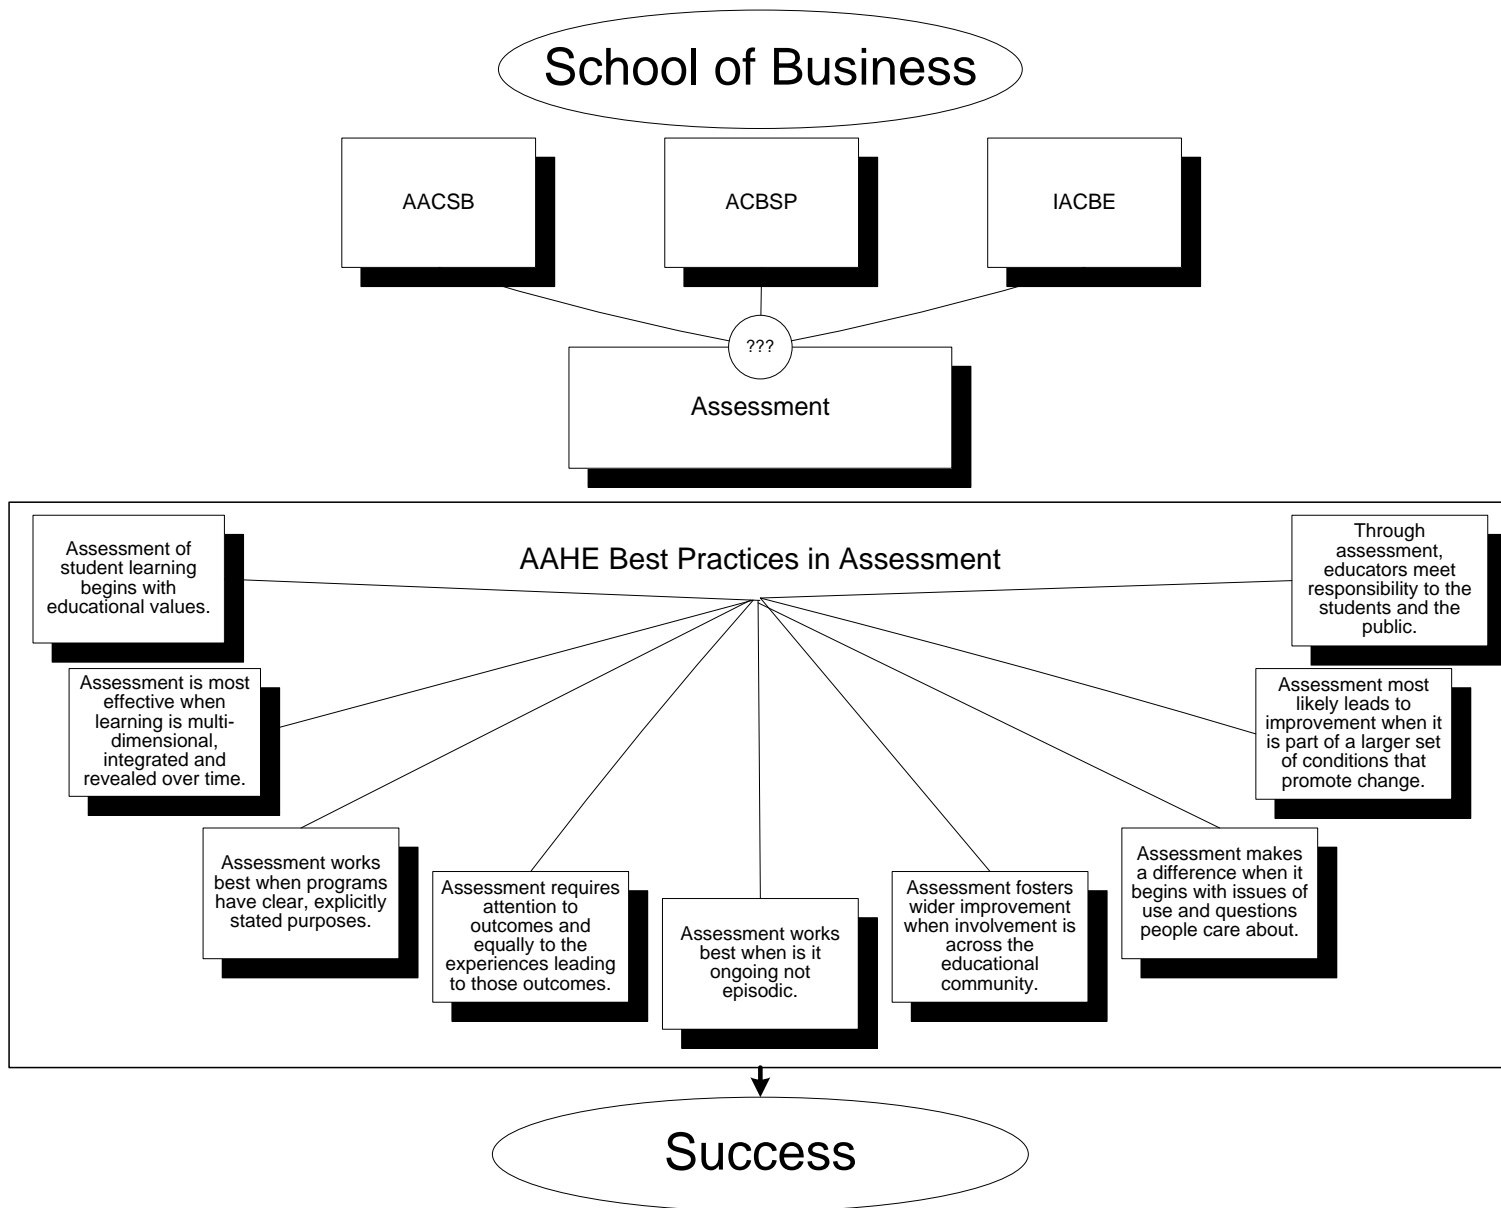 School of Business
AACSB
ACBSP
IACBE
???
Assessment
AAHE Best Practices in Assessment
Assessment of
student learning
begins with
educational values.
Assessment is most
effective when
learning is multi-
dimensional,
integrated and
revealed over time.
Assessment works
best when programs
have clear, explicitly
stated purposes.
Assessment requires
attention to
outcomes and
equally to the
experiences leading
to those outcomes.
Assessment works
best when is it
ongoing not
episodic.
Assessment fosters
wider improvement
when involvement is
across the
educational
community.
Assessment makes
a difference when it
begins with issues of
use and questions
people care about.
Assessment most
likely leads to
improvement when it
is part of a larger set
of conditions that
promote change.
Through
assessment,
educators meet
responsibility to the
students and the
public.
Success